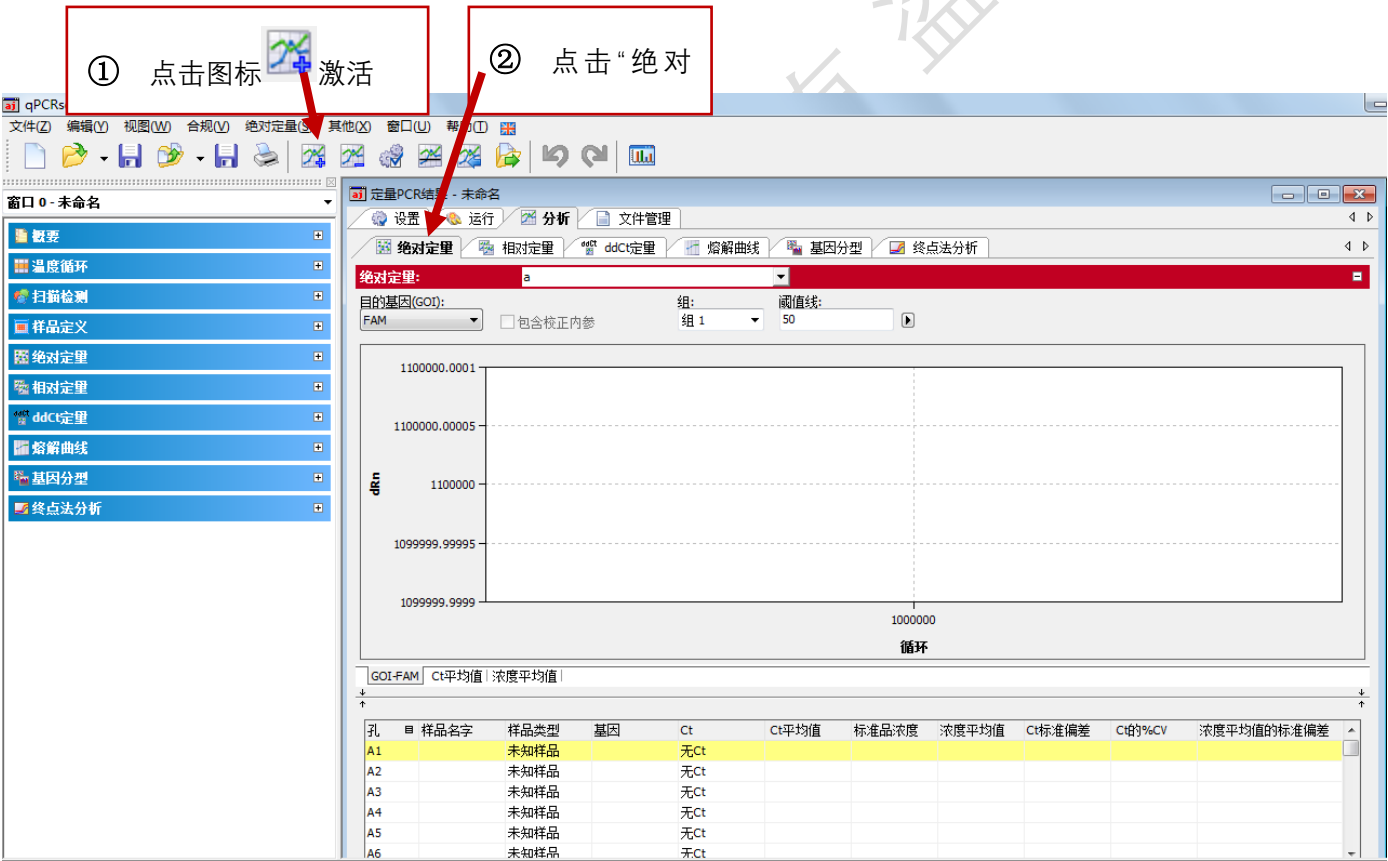 ① 点击图标 激活
② 点击“绝对
盗
qPCRs
文件(Z) 编辑(Y) 视图(W) 合规(V) 绝对定量(S) 其他(X) 窗口(U) 帮助(T)
窗口 0 - 未命名
概要
温度循环
扫描检测
样品定义
绝对定量
相对定量
ddCt定量
熔解曲线
基因分型
终点法分析
定量PCR结果 - 未命名
设置 运行 分析 文件管理
绝对定量 相对定量 ddCt定量 熔解曲线 基因分型 终点法分析
绝对定量: a
目的基因(GOI): 组: 阈值线:
FAM 包含校正内参 组 1 50
1100000.0001
1100000.00005
1100000
1099999.99995
1099999.9999
dRn
1000000
循环
GOI-FAM Ct平均值 浓度平均值
孔 样品名字 样品类型 基因 Ct Ct平均值 标准品浓度 浓度平均值 Ct标准偏差 Ct的%CV 浓度平均值的标准偏差
A1 未知样品 无Ct
A2 未知样品 无Ct
A3 未知样品 无Ct
A4 未知样品 无Ct
A5 未知样品 无Ct
A6 未知样品 无Ct